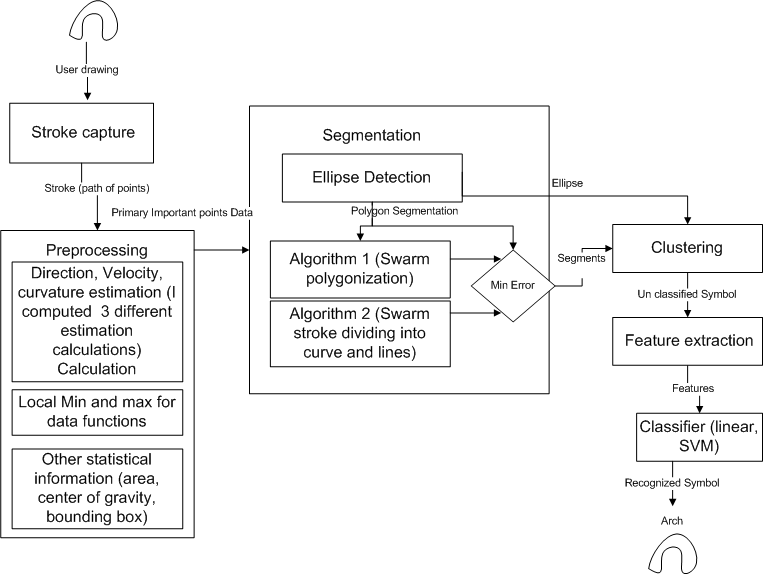 User drawing
Stroke capture
Stroke (path of points)
Primary Important points Data
Preprocessing
Direction, Velocity,
curvature estimation (I
computed 3 different
estimation
calculations)
Calculation
Local Min and max for
data functions
Other statistical
information (area,
center of gravity,
bounding box)
Segmentation
Ellipse Detection
Ellipse
Polygon Segmentation
Algorithm 1 (Swarm
polygonization)
Algorithm 2 (Swarm
stroke dividing into
curve and lines)
Min Error
Segments
Clustering
Un classified Symbol
Feature extraction
Features
Classifier (linear,
SVM)
Recognized Symbol
Arch